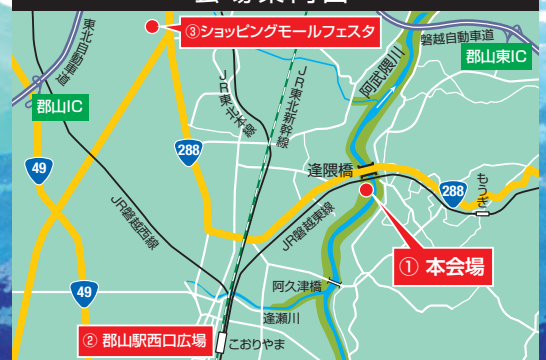 会場案内図
東北自動車道
③ショッピングモールフェスタ
磐越自動車道
郡山東IC
阿武隈川
JR東北本線
JR東北新幹線
郡山IC
288
49
逢隈橋
もうぎ
288
JR磐越西線
JR磐越東線
① 本会場
49
阿久津橋
逢瀬川
② 郡山駅西口広場
こおりやま